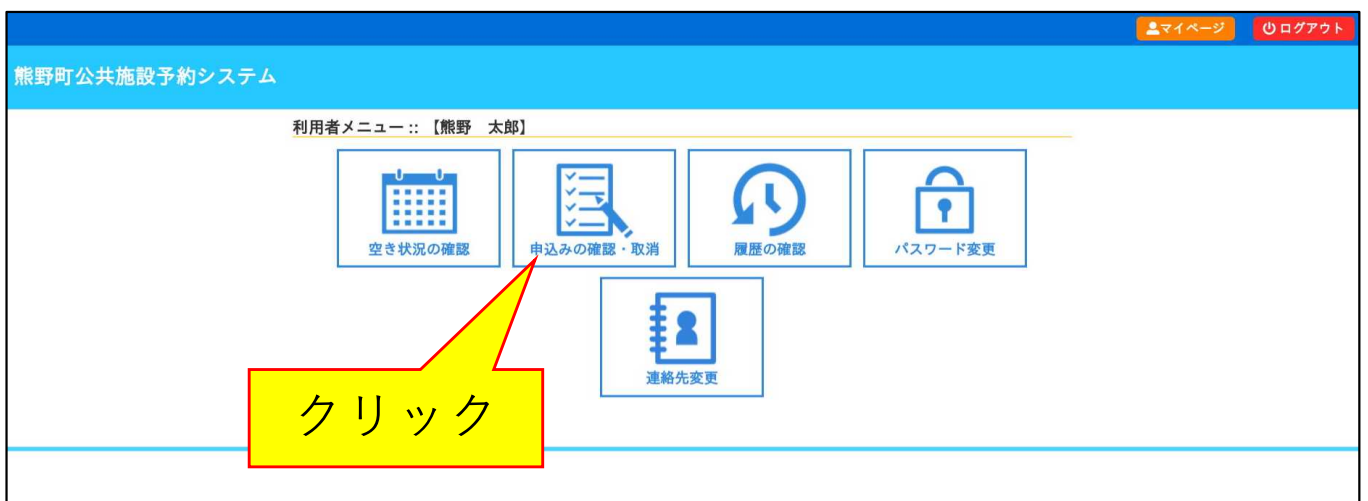 マイページ
ログアウト
熊野町公共施設予約システム
利用者メニュー :: 【熊野　太郎】
空き状況の確認
申込みの確認・取消
履歴の確認
パスワード変更
連絡先変更
クリック